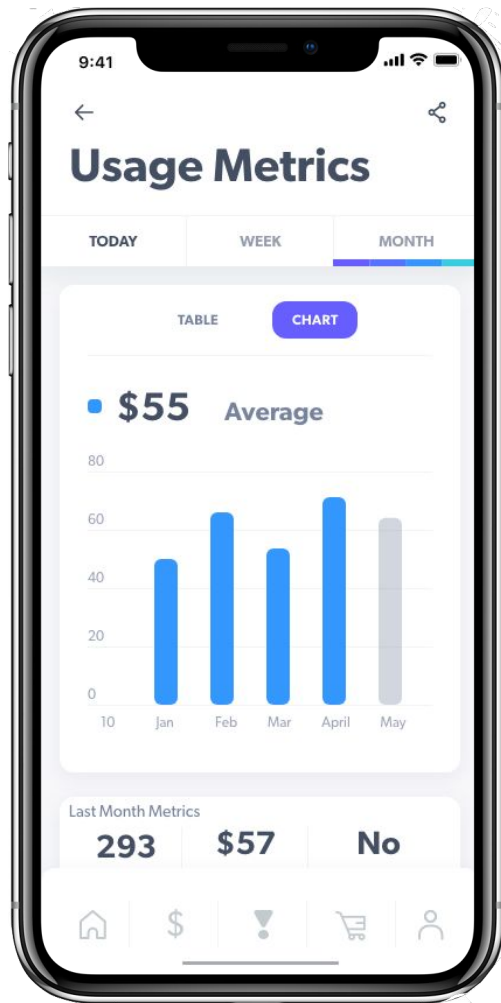 9:41
Usage Metrics
TODAY WEEK MONTH
TABLE CHART
$55 Average
80
60
40
20
0
10 Jan Feb Mar April May
Last Month Metrics
293 $57 No
$